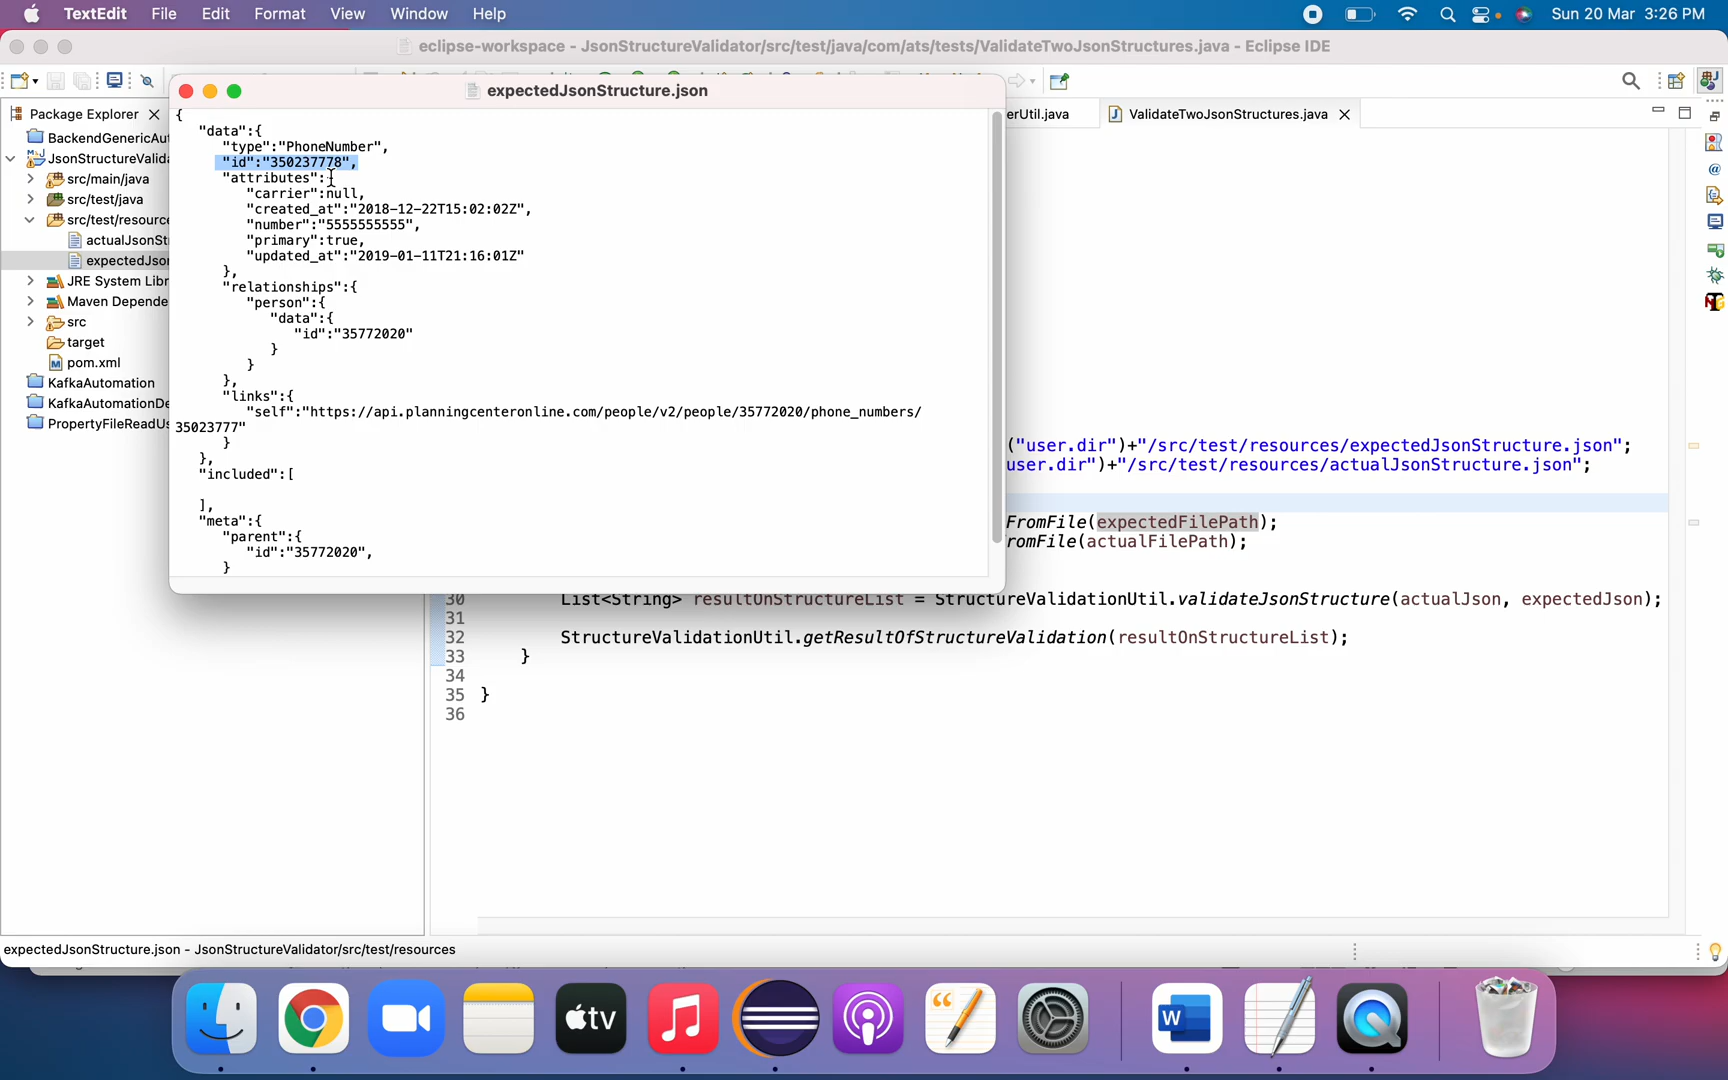 TextEdit File Edit Format View Window Help Sun 20 Mar 3:26 PM
eclipse-workspace - JsonStructureValidator/src/test/java/com/ats/tests/ValidateTwoJsonStructures.java - Eclipse IDE
Package Explorer
BackendGenericAut
JsonStructureValida
src/main/java
src/test/java
src/test/resource
actualJsonSt
expectedJson
JRE System Libr
Maven Depende
src
target
pom.xml
KafkaAutomation
KafkaAutomationDe
PropertyFileReadUs
expectedJsonStructure.json
{
"data":{
"type":"PhoneNumber",
"id":"350237778",
"attributes":{
"carrier":null,
"created_at":"2018-12-22T15:02:02Z",
"number":"5555555555",
"primary":true,
"updated_at":"2019-01-11T21:16:01Z"
},
"relationships":{
"person":{
"data":{
"id":"35772020"
}
}
},
"links":{
"self":"https://api.planningcenteronline.com/people/v2/people/35772020/phone_numbers/
35023777"
}
},
"included":[
],
"meta":{
"parent":{
"id":"35772020",
}
erUtil.java ValidateTwoJsonStructures.java
("user.dir")+"/src/test/resources/expectedJsonStructure.json";
user.dir")+"/src/test/resources/actualJsonStructure.json";
FromFile(expectedFilePath);
romFile(actualFilePath);
30 List<String> resultOnStructureList = StructureValidationUtil.validateJsonStructure(actualJson, expectedJson);
31
32 StructureValidationUtil.getResultOfStructureValidation(resultOnStructureList);
33 }
34
35 }
36
expectedJsonStructure.json - JsonStructureValidator/src/test/resources
tv
W